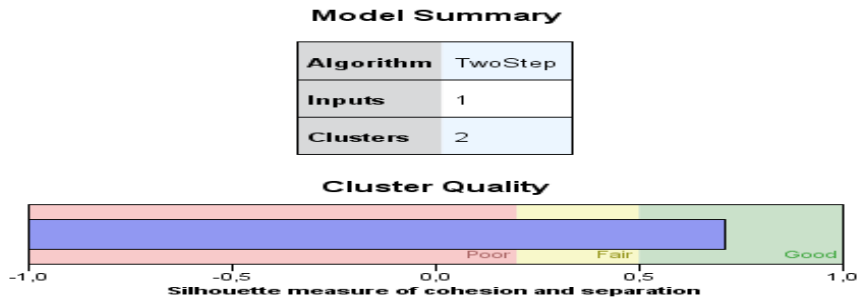 Model Summary
Algorithm TwoStep
Inputs 1
Clusters 2
Cluster Quality
Poor Fair Good
-1,0 -0,5 0,0 0,5 1,0
Silhouette measure of cohesion and separation